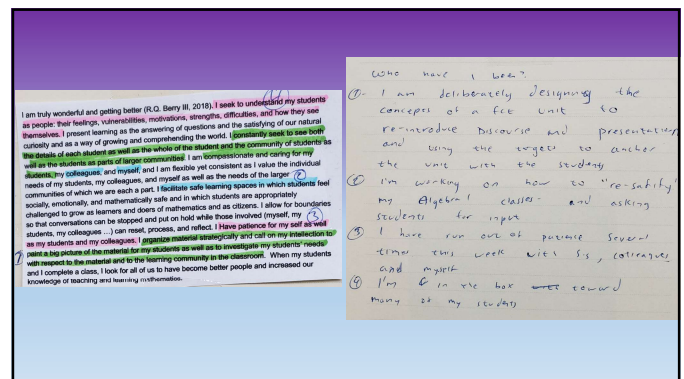 I am truly wonderful and getting better (R.Q. Berry III, 2018). I seek to understand my students
as people: their feelings, vulnerabilities, motivations, strengths, difficulties, and how they see
themselves. I present learning as the answering of questions and the satisfying of our natural
curiosity and as a way of growing and comprehending the world. I constantly seek to see both
the details of each student as well as the whole of the student and the community of students as
well as the students as parts of larger communities. I am compassionate and caring for my
students, my colleagues, and myself, and I am flexible yet consistent as I value the individual
needs of my students, my colleagues, and myself as well as the needs of the larger ②
communities of which we are each a part. I facilitate safe learning spaces in which students feel
socially, emotionally, and mathematically safe and in which students are appropriately
challenged to grow as learners and doers of mathematics and as citizens. I allow for boundaries
so that conversations can be stopped and put on hold while those involved (myself, my ③
students, my colleagues ...) can reset, process, and reflect. I Have patience for my self as well
as my students and my colleagues. I organize material strategically and call on my intellection to
① paint a big picture of the material for my students as well as to investigate my students' needs
with respect to the material and to the learning community in the classroom. When my students
and I complete a class, I look for all of us to have become better people and increased our
knowledge of teaching and learning mathematics.
Who have I been?
①- I am deliberately designing the
concepts of a fct unit to
re-introduce Discourse and presentations
and using the targets to anchor
the unit with the students
② I'm working on how to "re-safify"
my Algebra 1 classes - and asking
students for input
③ I have run out of patience several
times this week with Ss, colleagues
and myself
④ I'm in the box toward
many of my students